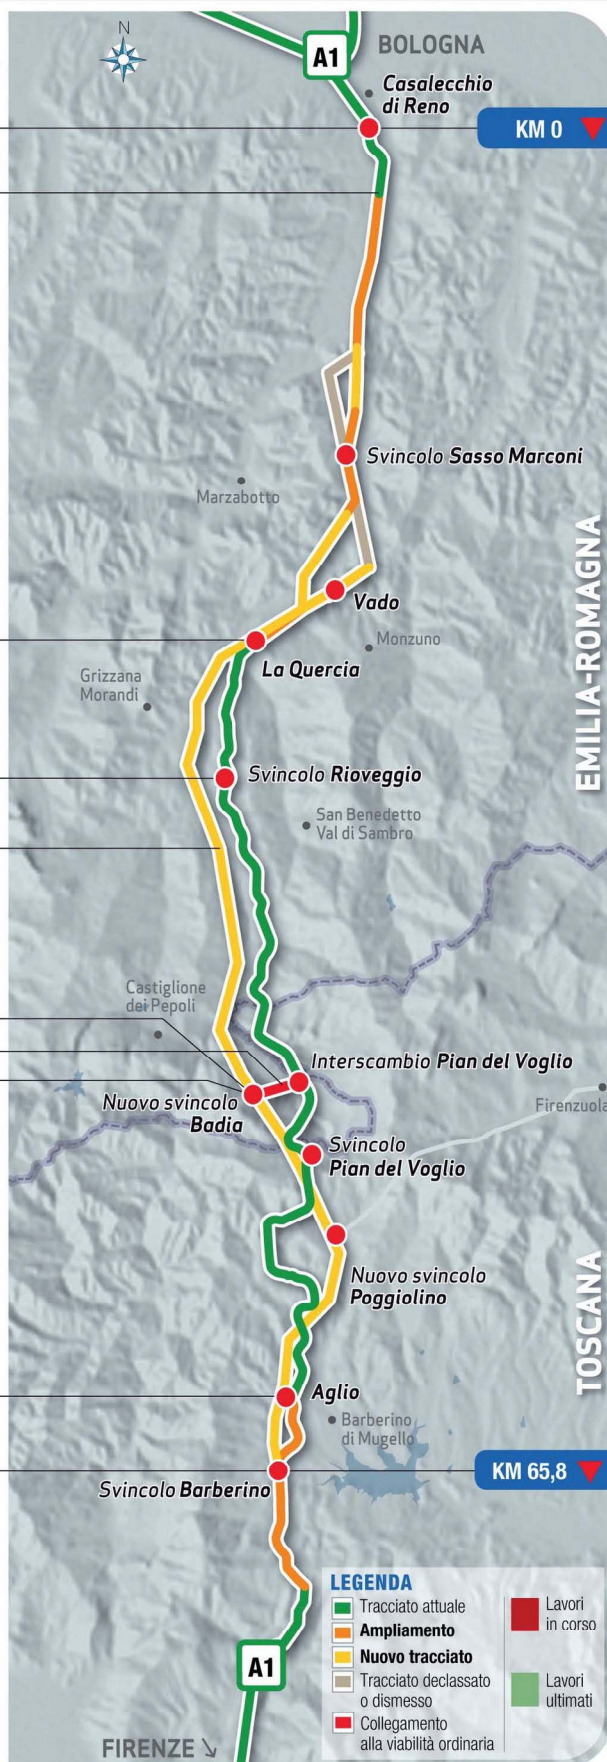 N
A1
BOLOGNA
Casalecchio
di Reno
KM 0
Svincolo Sasso Marconi
Marzabotto
Vado
Monzuno
La Quercia
Grizzana
Morandi
EMILIA-ROMAGNA
Svincolo Rioveggio
San Benedetto
Val di Sambro
Castiglione
dei Pepoli
Interscambio Pian del Voglio
Firenzuola
Nuovo svincolo
Badia
Svincolo
Pian del Voglio
Nuovo svincolo
Poggiolino
TOSCANA
Aglio
Barberino
di Mugello
KM 65,8
Svincolo Barberino
LEGENDA
Tracciato attuale
Ampliamento
Nuovo tracciato
Tracciato declassato
o dismesso
Collegamento
alla viabilità ordinaria
Lavori
in corso
Lavori
ultimati
A1
FIRENZE